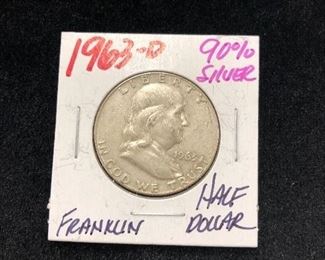 1963-D
90%
SILVER
LIBERTY
1963
IN GOD WE TRUST
FRANKLIN
HALF
DOLLAR